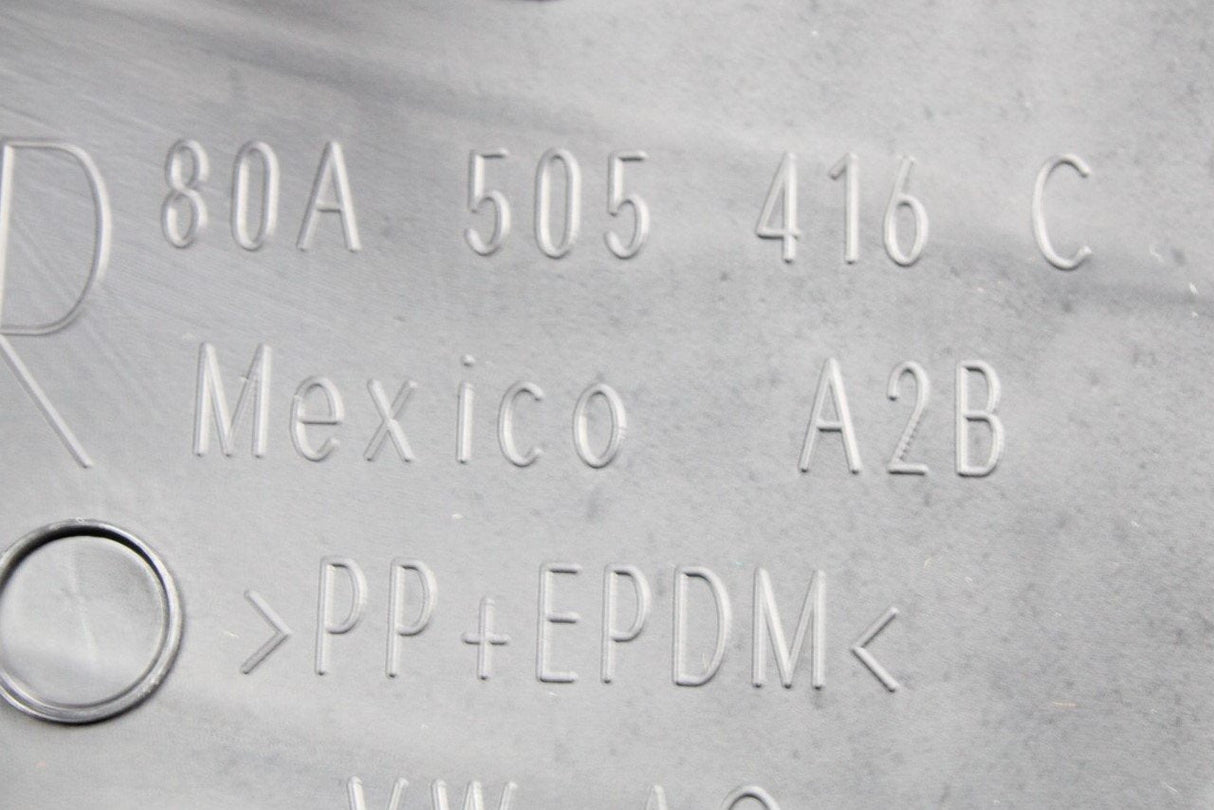 R 80A 505 416 C
Mexico A2B
>PP+EPDM<